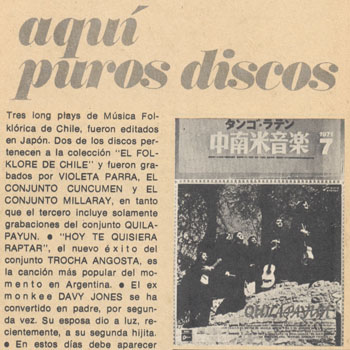 aquí
puros discos
Tres long plays de Música Fol-
klórica de Chile, fueron editados
en Japón. Dos de los discos per-
tenecen a la colección "EL FOL-
KLORE DE CHILE" y fueron gra-
bados por VIOLETA PARRA, EL
CONJUNTO CUNCUMEN y EL
CONJUNTO MILLARAY, en tanto
que el tercero incluye solamente
grabaciones del conjunto QUILA-
PAYUN. ● "HOY TE QUISIERA
RAPTAR", el nuevo éxito del
conjunto TROCHA ANGOSTA, es
la canción más popular del mo-
mento en Argentina. ● El ex
monkee DAVY JONES se ha
convertido en padre, por segun-
da vez. Su esposa dio a luz, re-
cientemente, a su segunda hijita.
● En estos días debe aparecer
タンゴ・ラテン
中南米音楽
1971
7
QUILAPAYUN